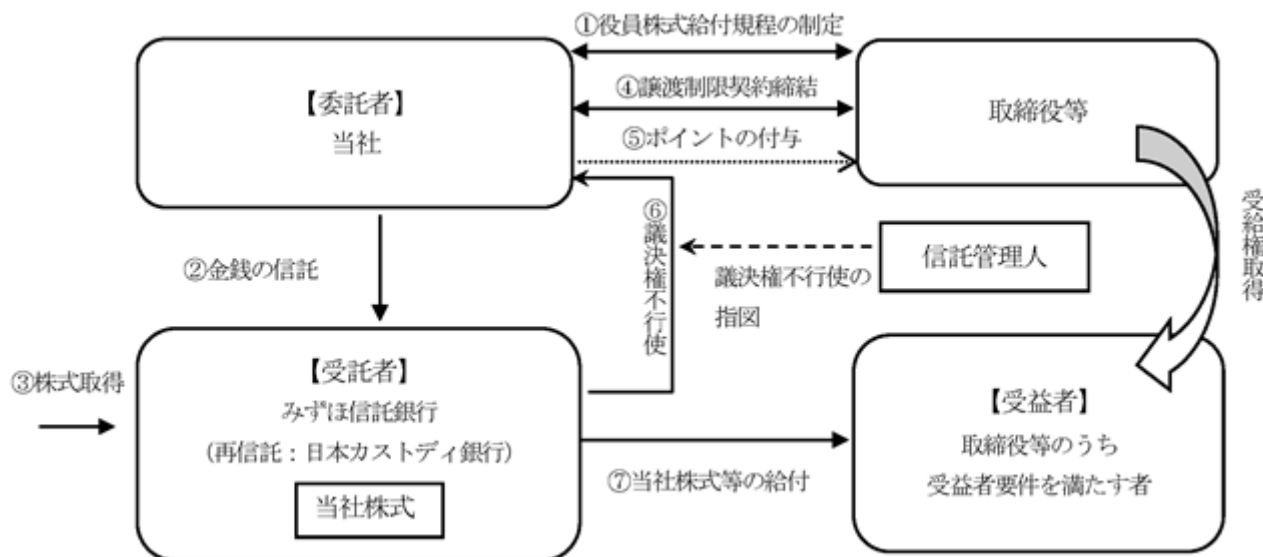 ①役員株式給付規程の制定
【委託者】
当社
④譲渡制限契約締結
取締役等
⑤ポイントの付与
⑥議決権不行使
信託管理人
受給権取得
②金銭の信託
議決権不行使の
指図
③株式取得
【受託者】
みずほ信託銀行
(再信託：日本カストディ銀行)
当社株式
⑦当社株式等の給付
【受益者】
取締役等のうち
受益者要件を満たす者